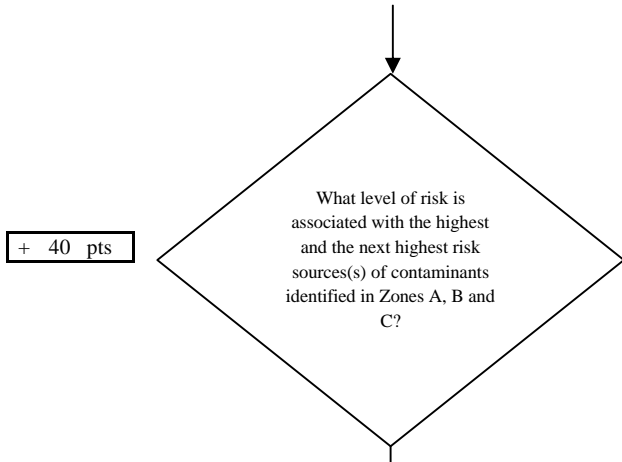 What level of risk is
associated with the highest
and the next highest risk
sources(s) of contaminants
identified in Zones A, B and
C?
+ 40 pts